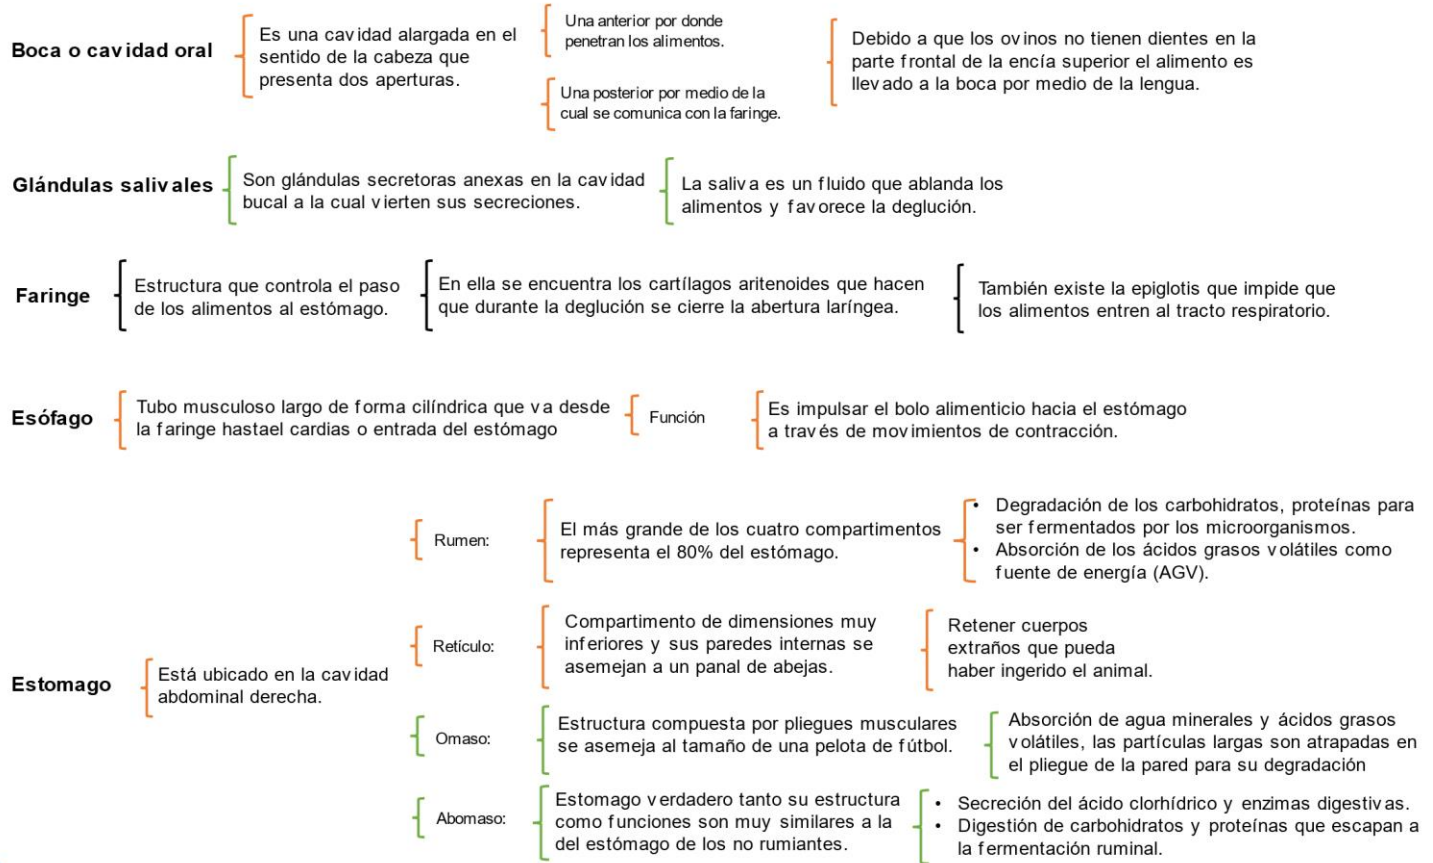 Boca o cavidad oral
Es una cavidad alargada en el
sentido de la cabeza que
presenta dos aperturas.
Una anterior por donde
penetran los alimentos.
Una posterior por medio de la
cual se comunica con la faringe.
Debido a que los ovinos no tienen dientes en la
parte frontal de la encía superior el alimento es
llevado a la boca por medio de la lengua.
Glándulas salivales
Son glándulas secretoras anexas en la cavidad
bucal a la cual vierten sus secreciones.
La saliva es un fluido que ablanda los
alimentos y favorece la deglución.
Faringe
Estructura que controla el paso
de los alimentos al estómago.
En ella se encuentra los cartílagos aritenoides que hacen
que durante la deglución se cierre la abertura laríngea.
También existe la epiglotis que impide que
los alimentos entren al tracto respiratorio.
Esófago
Tubo musculoso largo de forma cilíndrica que va desde
la faringe hastael cardias o entrada del estómago
Función
Es impulsar el bolo alimenticio hacia el estómago
a través de movimientos de contracción.
Estomago
Está ubicado en la cavidad
abdominal derecha.
Rumen:
El más grande de los cuatro compartimentos
representa el 80% del estómago.
• Degradación de los carbohidratos, proteínas para
ser fermentados por los microorganismos.
• Absorción de los ácidos grasos volátiles como
fuente de energía (AGV).
Retículo:
Compartimento de dimensiones muy
inferiores y sus paredes internas se
asemejan a un panal de abejas.
Retener cuerpos
extraños que pueda
haber ingerido el animal.
Omaso:
Estructura compuesta por pliegues musculares
se asemeja al tamaño de una pelota de fútbol.
Absorción de agua minerales y ácidos grasos
volátiles, las partículas largas son atrapadas en
el pliegue de la pared para su degradación
Abomaso:
Estomago verdadero tanto su estructura
como funciones son muy similares a la
del estómago de los no rumiantes.
• Secreción del ácido clorhídrico y enzimas digestivas.
• Digestión de carbohidratos y proteínas que escapan a
la fermentación ruminal.